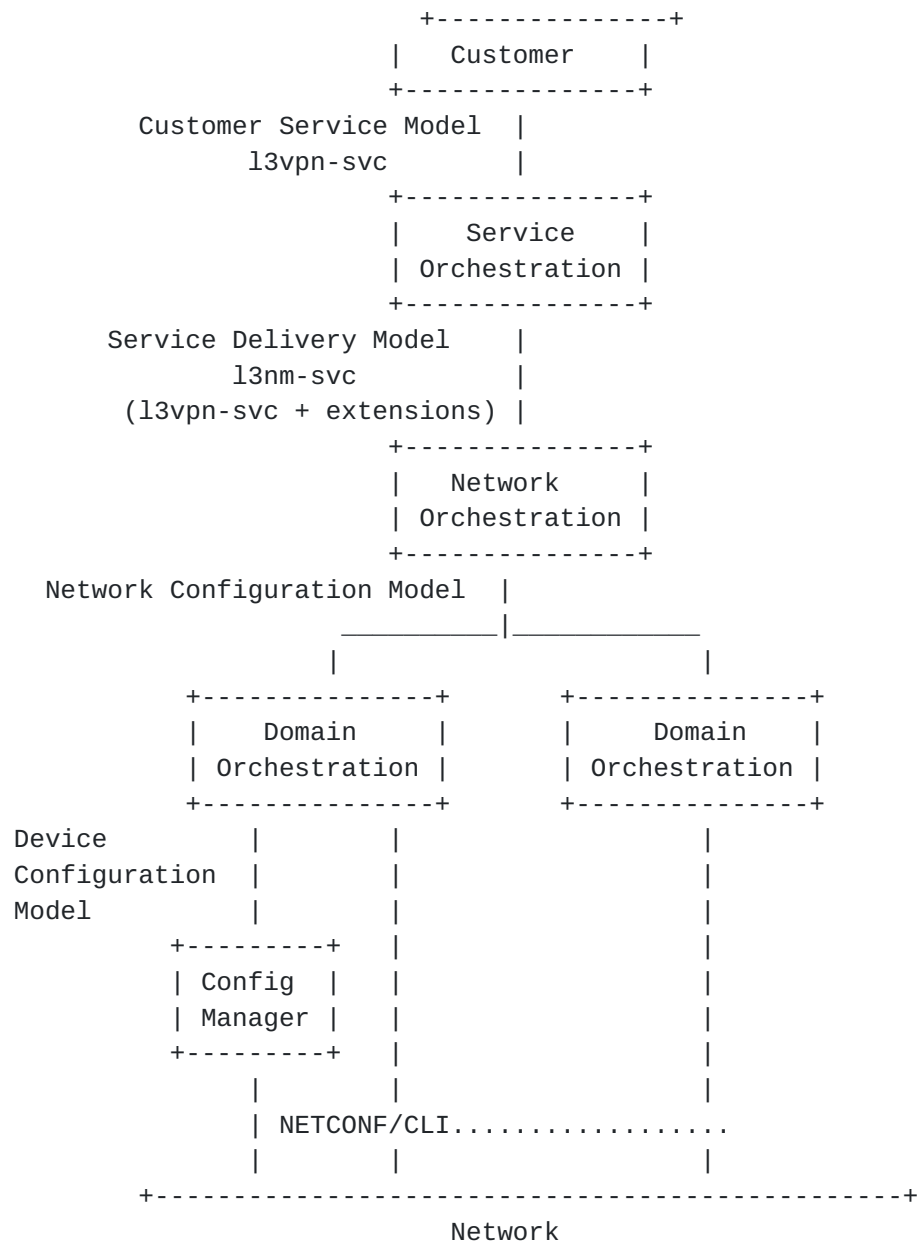 Customer
Customer Service Model
l3vpn-svc
Service
Orchestration
Service Delivery Model
l3nm-svc
(l3vpn-svc + extensions)
Network
Orchestration
Network Configuration Model
Domain Domain
Orchestration Orchestration
Device
Configuration
Model
Config
Manager
NETCONF/CLI..................
Network